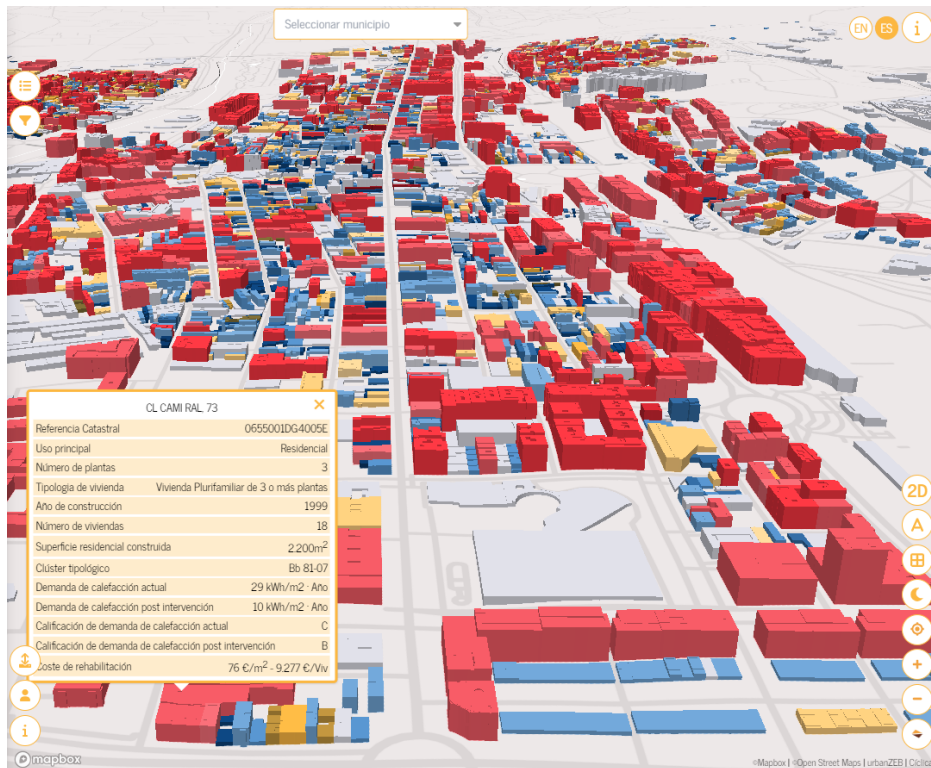 Seleccionar municipio
EN
ES
i
CL CAMI RAL 73
Referencia Catastral 0655001DG4005E
Uso principal Residencial
Número de plantas 3
Tipologia de vivienda Vivienda Plurifamiliar de 3 o más plantas
Año de construcción 1999
Número de viviendas 18
Superficie residencial construida 2.200m²
Clúster tipológico Bb 81-07
Demanda de calefacción actual 29 kWh/m2 · Año
Demanda de calefacción post intervención 10 kWh/m2 · Año
Calificación de demanda de calefacción actual C
Calificación de demanda de calefacción post intervención B
Coste de rehabilitación 76 €/m² - 9.277 €/Viv
2D
A
i
mapbox
©Mapbox | ©Open Street Maps | urbanZEB | Cíclica